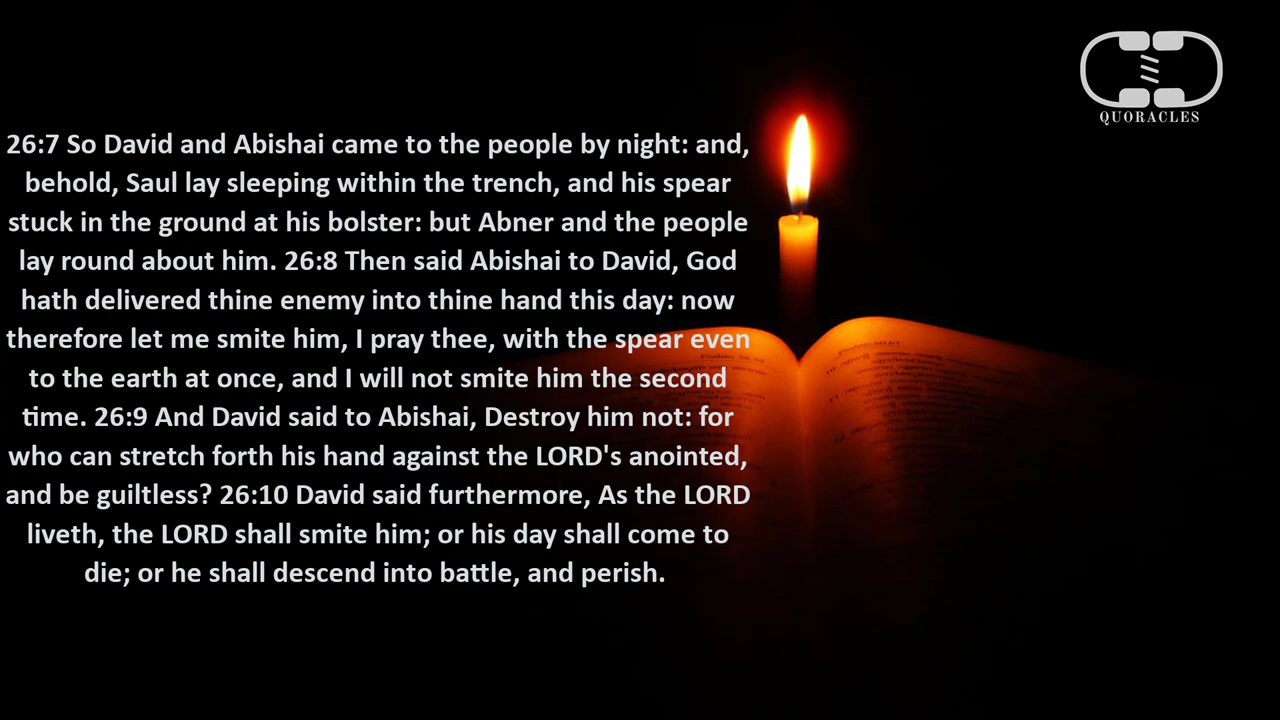 QUORACLES
26:7 So David and Abishai came to the people by night: and,
behold, Saul lay sleeping within the trench, and his spear
stuck in the ground at his bolster: but Abner and the people
lay round about him. 26:8 Then said Abishai to David, God
hath delivered thine enemy into thine hand this day: now
therefore let me smite him, I pray thee, with the spear even
to the earth at once, and I will not smite him the second
time. 26:9 And David said to Abishai, Destroy him not: for
who can stretch forth his hand against the LORD's anointed,
and be guiltless? 26:10 David said furthermore, As the LORD
liveth, the LORD shall smite him; or his day shall come to
die; or he shall descend into battle, and perish.